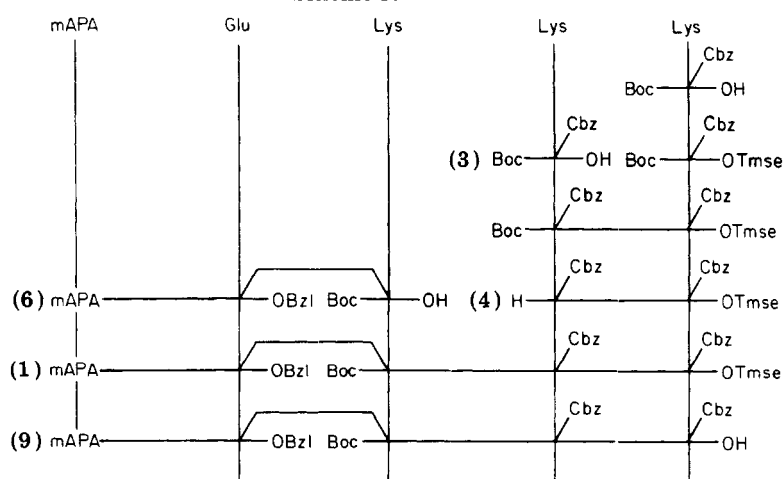 mAPA Glu Lys Lys Lys
Cbz
Boc OH
Cbz Cbz
(3) Boc OH Boc OTmse
Cbz Cbz
Boc OTmse
Cbz Cbz
(6) mAPA OBzl Boc OH (4) H OTmse
Cbz Cbz
(1) mAPA OBzl Boc OTmse
Cbz Cbz
(9) mAPA OBzl Boc OH